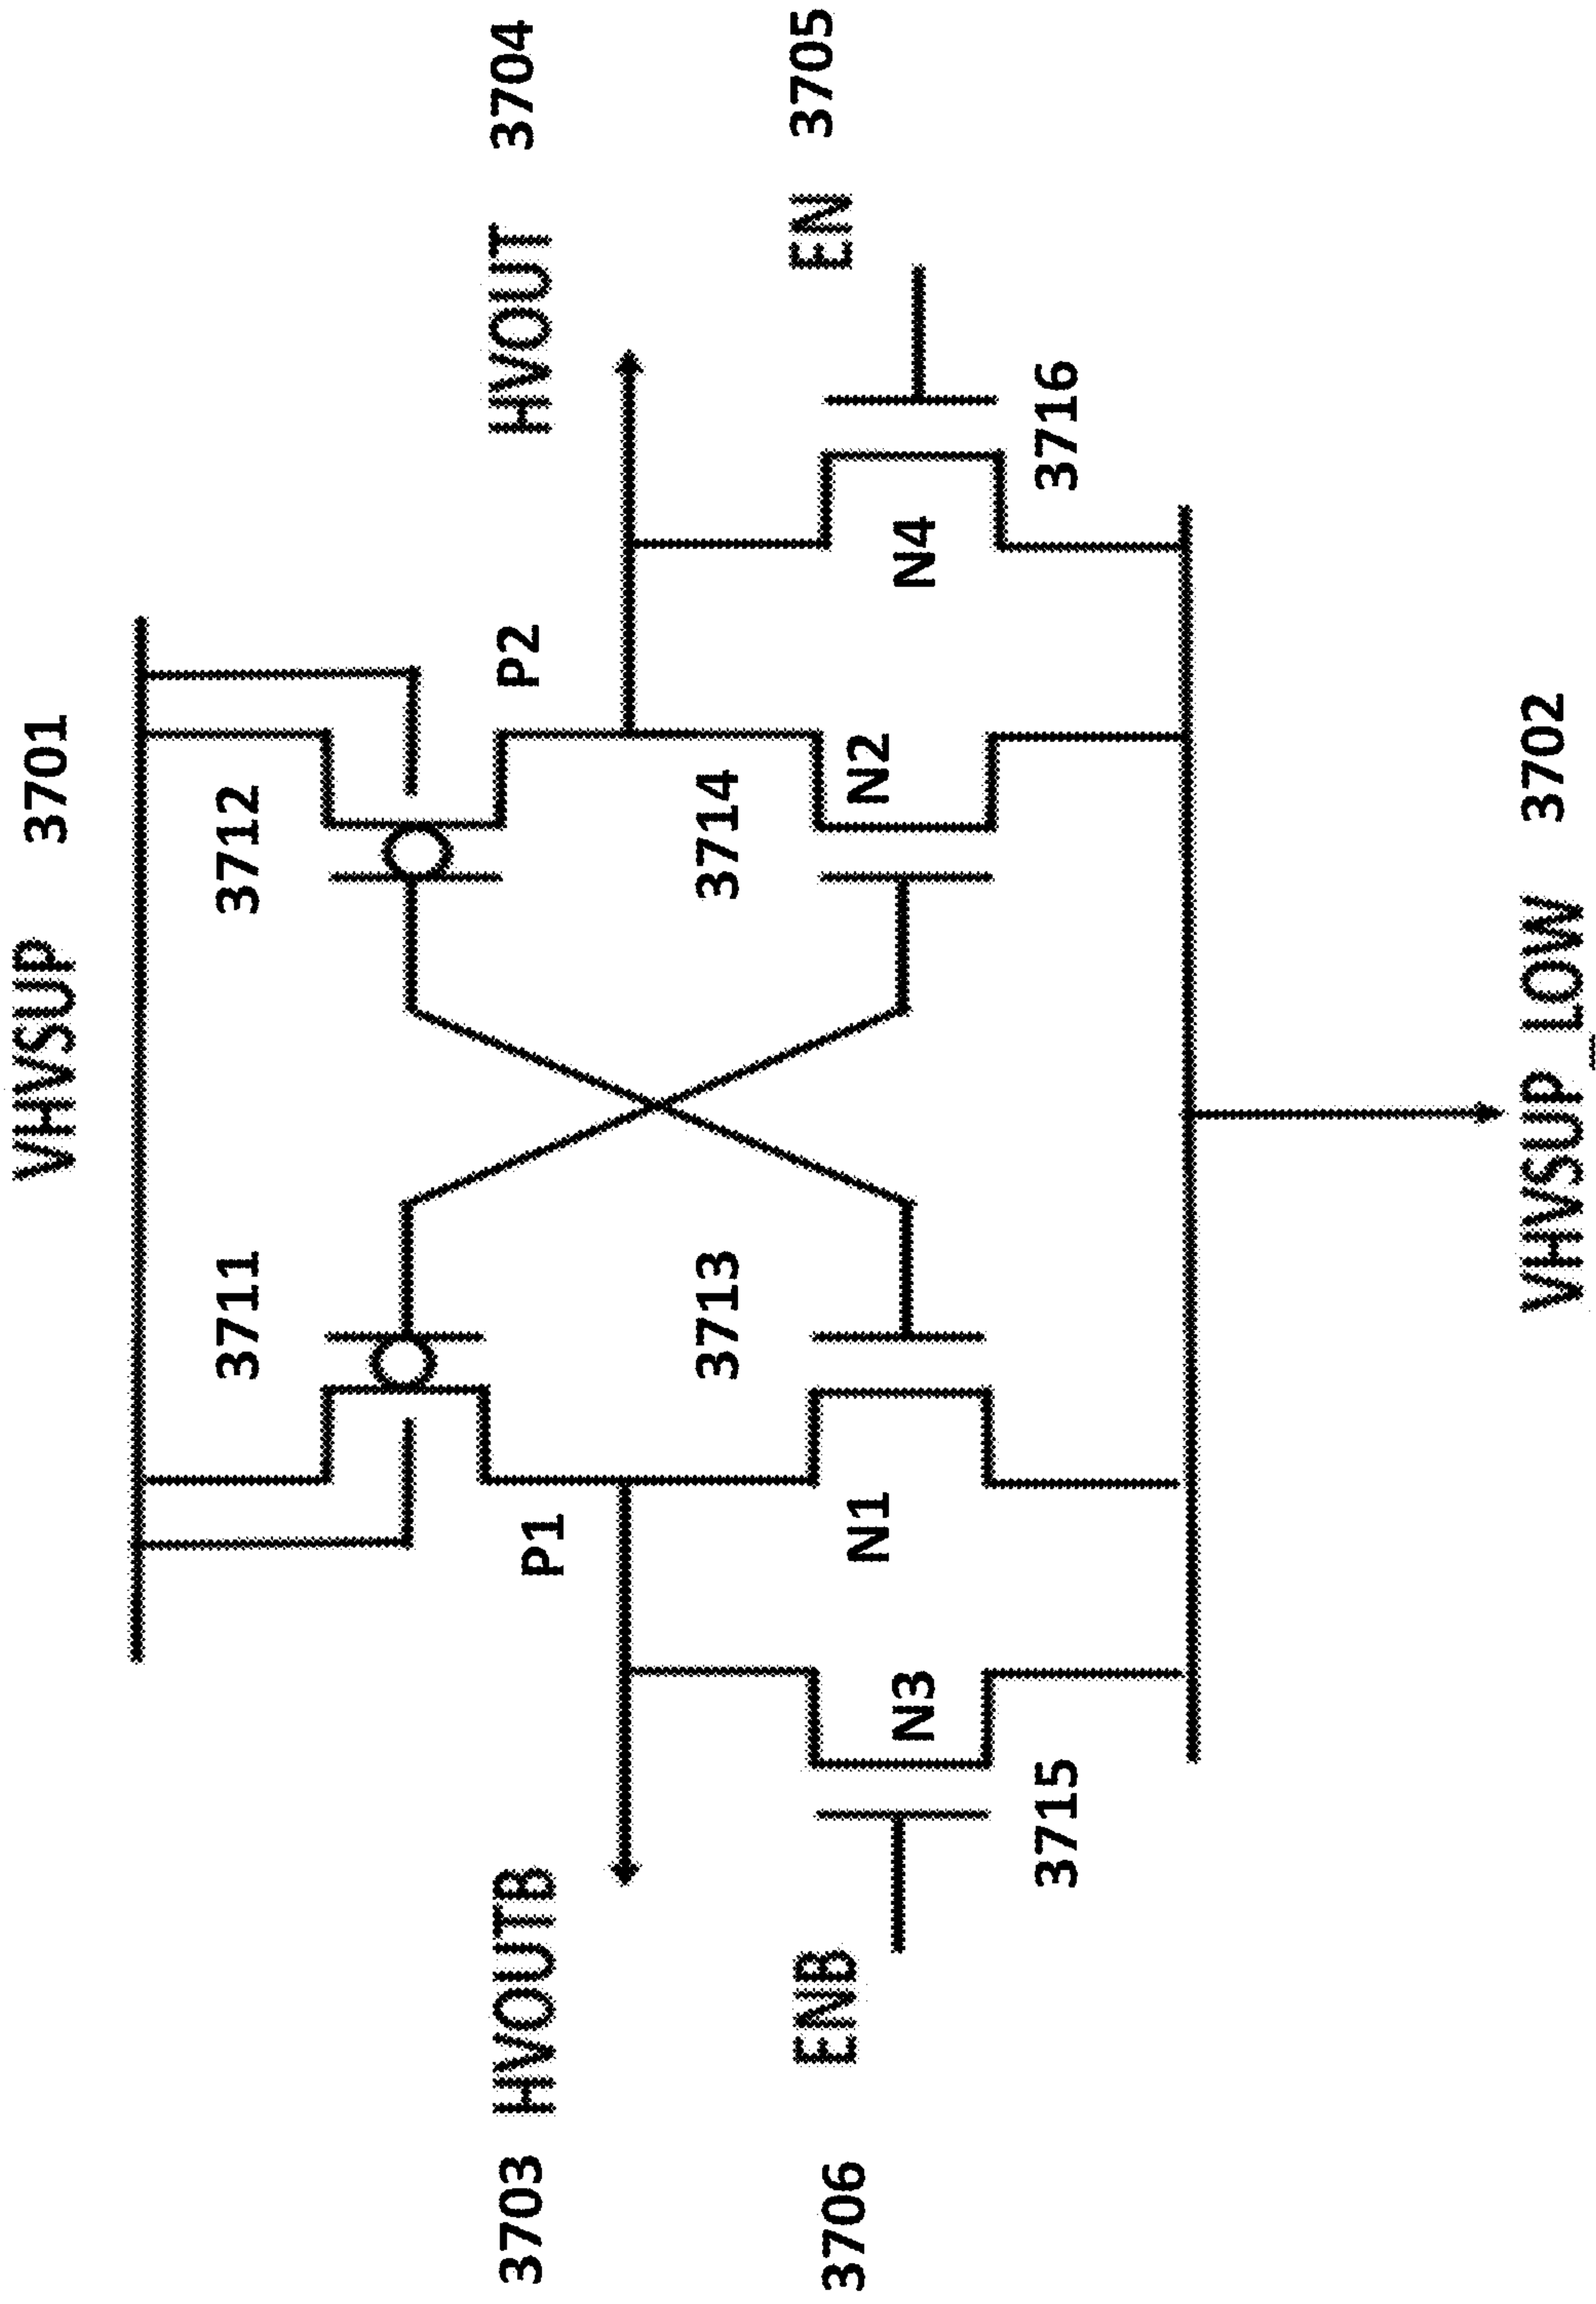 VHVSUP 3701
3711 3712
HVOUTB HVOUT 3704
3703
P1 P2
3713 3714
ENB EN 3705
3706
N1 N2
N3 N4
3715 3716
VHVSUP_LOW 3702